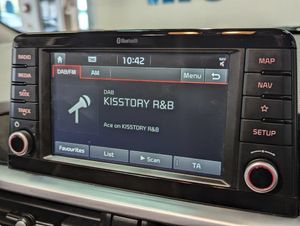 Bluetooth
10:42
RADIO
MEDIA
SEEK
TRACK
DAB/FM
AM
Menu
DAB
KISSTORY R&B
Ace on KISSTORY R&B
Favourites
List
Scan
TA
MAP
NAV
SETUP